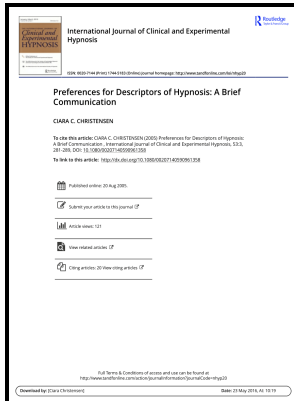 Clinical and
Experimental
HYPNOSIS
International Journal of Clinical and Experimental
Hypnosis
Routledge
ISSN: 0020-7144 (Print) 1744-5183 (Online) Journal homepage: http://www.tandfonline.com/loi/nhyp20
Preferences for Descriptors of Hypnosis: A Brief
Communication
CIARA C. CHRISTENSEN
To cite this article: CIARA C. CHRISTENSEN (2005) Preferences for Descriptors of Hypnosis:
A Brief Communication , International Journal of Clinical and Experimental Hypnosis, 53:3,
281-289, DOI: 10.1080/00207140590961358
To link to this article: http://dx.doi.org/10.1080/00207140590961358
Published online: 20 Aug 2005.
Submit your article to this journal
Article views: 121
View related articles
Citing articles: 20 View citing articles
Full Terms & Conditions of access and use can be found at
http://www.tandfonline.com/action/journalInformation?journalCode=nhyp20
Download by: [Ciara Christensen]
Date: 23 May 2016, At: 10:19